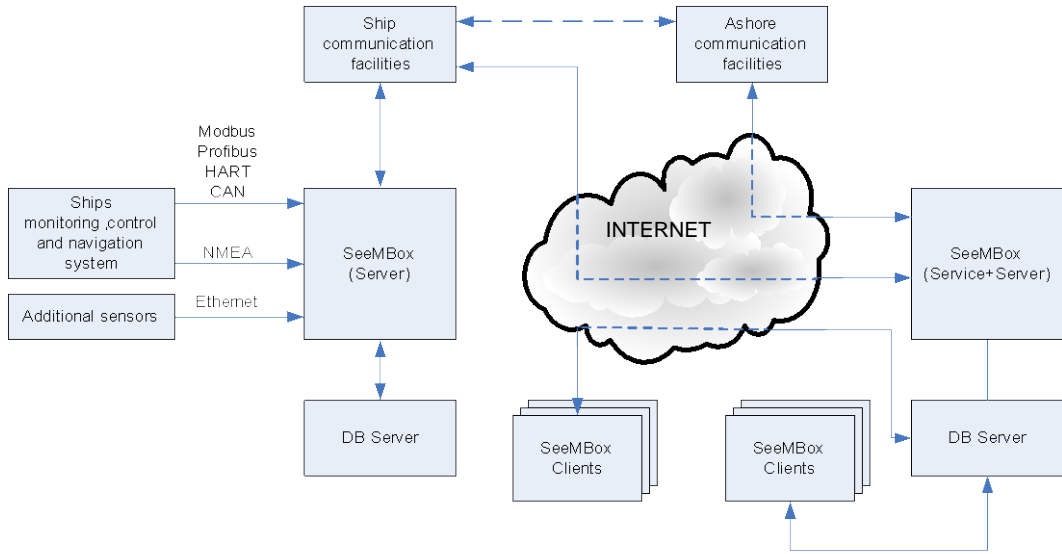 Ship
communication
facilities
Ashore
communication
facilities
Modbus
Profibus
HART
CAN
Ships
monitoring ,control
and navigation
system
NMEA
SeeMBox
(Server)
INTERNET
SeeMBox
(Service+Server)
Additional sensors
Ethernet
DB Server
SeeMBox
Clients
SeeMBox
Clients
DB Server